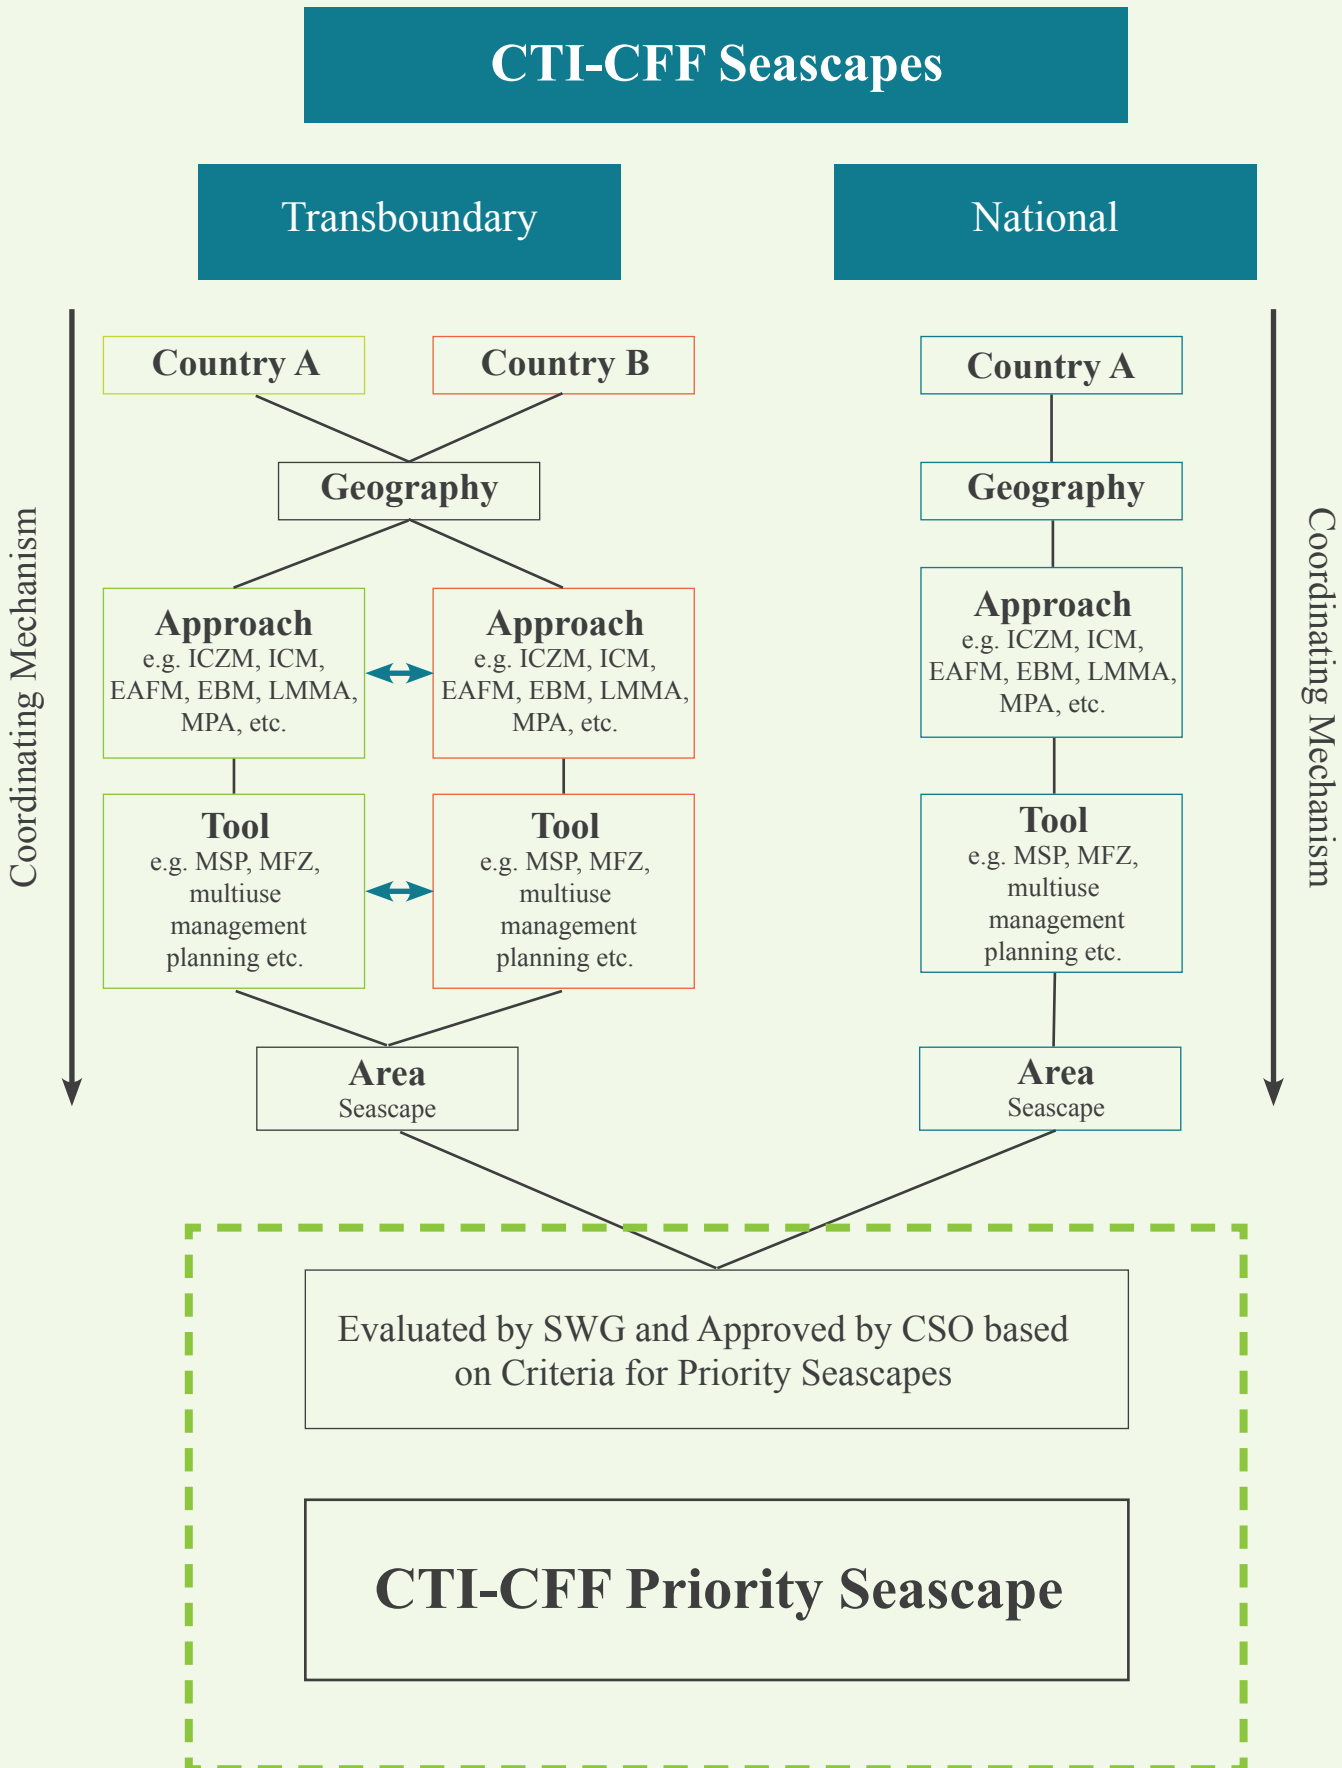 CTI-CFF Seascapes
Transboundary
National
Coordinating Mechanism
Country A
Country B
Geography
Approach
e.g. ICZM, ICM,
EAFM, EBM, LMMA,
MPA, etc.
Approach
e.g. ICZM, ICM,
EAFM, EBM, LMMA,
MPA, etc.
Tool
e.g. MSP, MFZ,
multiuse
management
planning etc.
Tool
e.g. MSP, MFZ,
multiuse
management
planning etc.
Area
Seascape
Country A
Geography
Approach
e.g. ICZM, ICM,
EAFM, EBM, LMMA,
MPA, etc.
Tool
e.g. MSP, MFZ,
multiuse
management
planning etc.
Area
Seascape
Coordinating Mechanism
Evaluated by SWG and Approved by CSO based
on Criteria for Priority Seascapes
CTI-CFF Priority Seascape